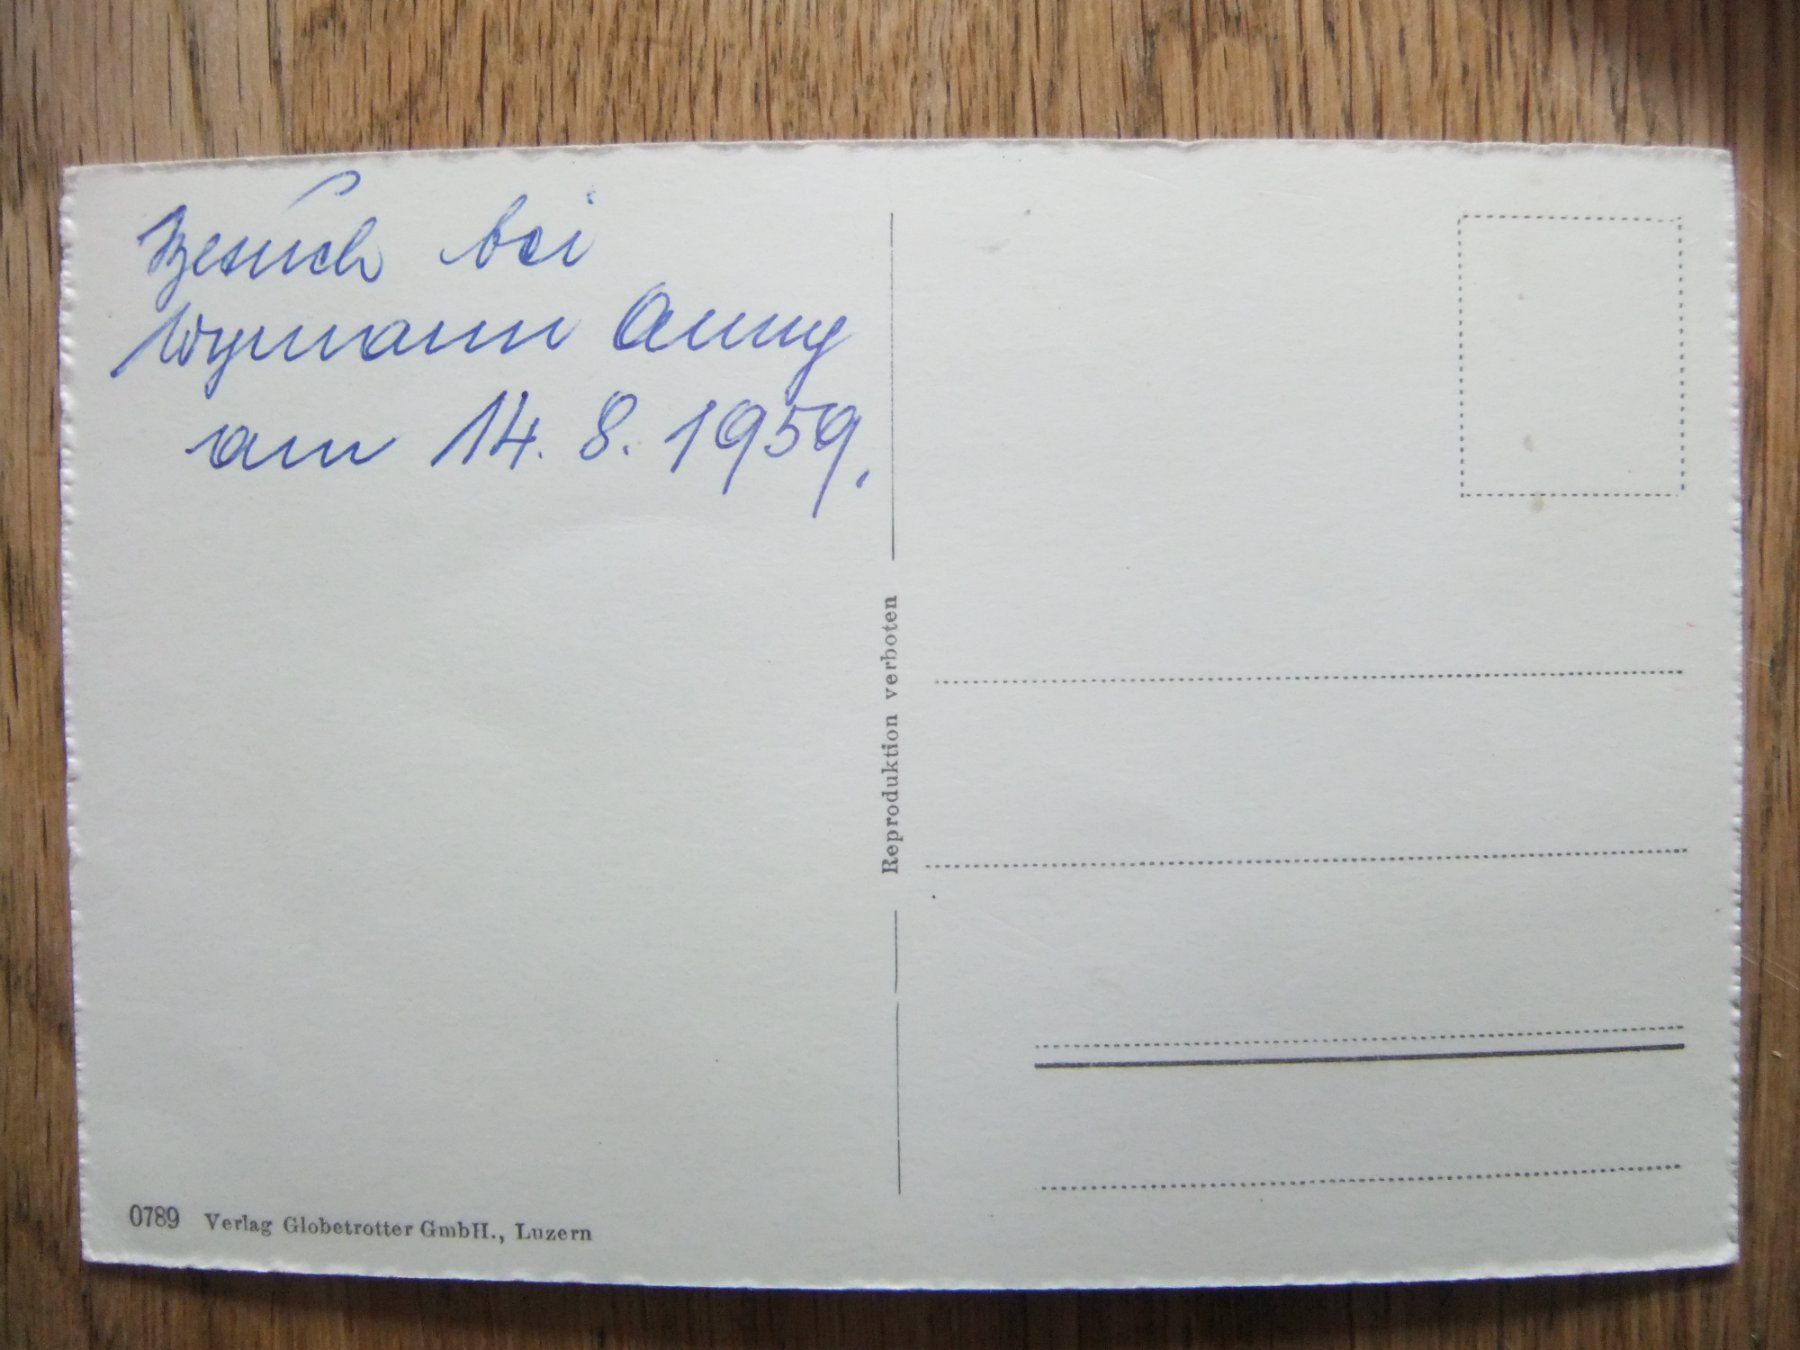 Besuch bei
Wymann Anny
am 14. 8. 1959.
Reproduktion verboten
0789 Verlag Globetrotter GmbH., Luzern